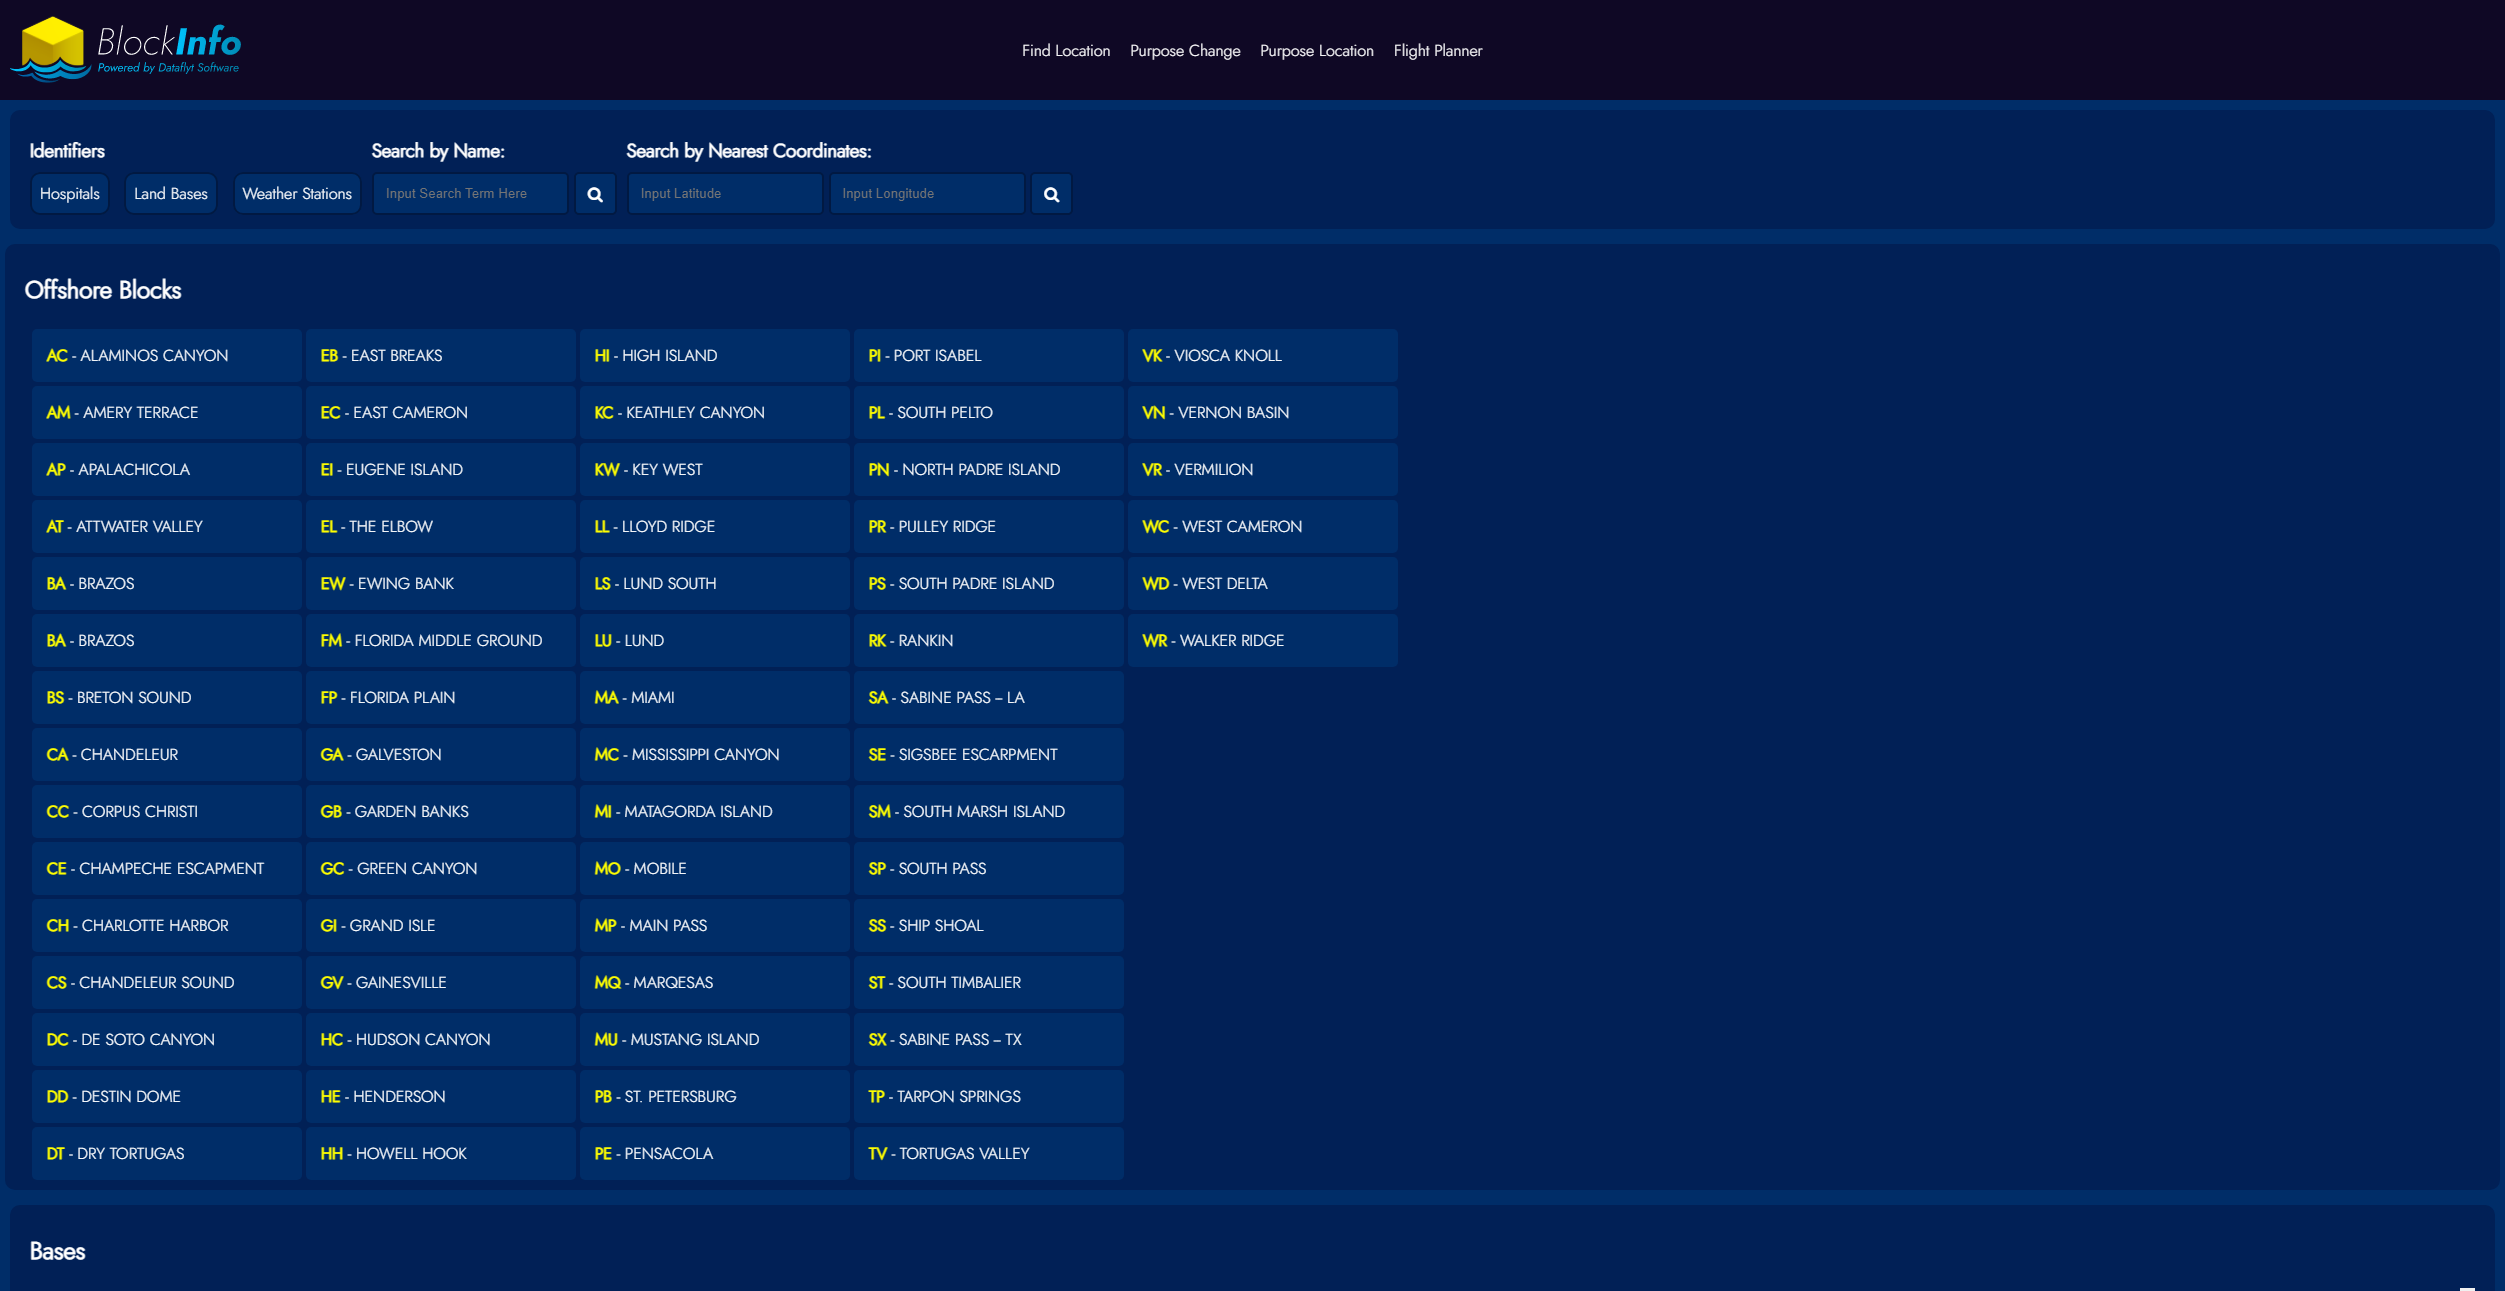 BlockInfo
Powered by Dataflyt Software
Find Location Purpose Change Purpose Location Flight Planner
Identifiers Search by Name: Search by Nearest Coordinates:
Hospitals Land Bases Weather Stations Input Search Term Here Input Latitude Input Longitude
Offshore Blocks
AC - ALAMINOS CANYON EB - EAST BREAKS HI - HIGH ISLAND PI - PORT ISABEL VK - VIOSCA KNOLL
AM - AMERY TERRACE EC - EAST CAMERON KC - KEATHLEY CANYON PL - SOUTH PELTO VN - VERNON BASIN
AP - APALACHICOLA EI - EUGENE ISLAND KW - KEY WEST PN - NORTH PADRE ISLAND VR - VERMILION
AT - ATTWATER VALLEY EL - THE ELBOW LL - LLOYD RIDGE PR - PULLEY RIDGE WC - WEST CAMERON
BA - BRAZOS EW - EWING BANK LS - LUND SOUTH PS - SOUTH PADRE ISLAND WD - WEST DELTA
BA - BRAZOS FM - FLORIDA MIDDLE GROUND LU - LUND RK - RANKIN WR - WALKER RIDGE
BS - BRETON SOUND FP - FLORIDA PLAIN MA - MIAMI SA - SABINE PASS – LA
CA - CHANDELEUR GA - GALVESTON MC - MISSISSIPPI CANYON SE - SIGSBEE ESCARPMENT
CC - CORPUS CHRISTI GB - GARDEN BANKS MI - MATAGORDA ISLAND SM - SOUTH MARSH ISLAND
CE - CHAMPECHE ESCAPMENT GC - GREEN CANYON MO - MOBILE SP - SOUTH PASS
CH - CHARLOTTE HARBOR GI - GRAND ISLE MP - MAIN PASS SS - SHIP SHOAL
CS - CHANDELEUR SOUND GV - GAINESVILLE MQ - MARQESAS ST - SOUTH TIMBALIER
DC - DE SOTO CANYON HC - HUDSON CANYON MU - MUSTANG ISLAND SX - SABINE PASS – TX
DD - DESTIN DOME HE - HENDERSON PB - ST. PETERSBURG TP - TARPON SPRINGS
DT - DRY TORTUGAS HH - HOWELL HOOK PE - PENSACOLA TV - TORTUGAS VALLEY
Bases